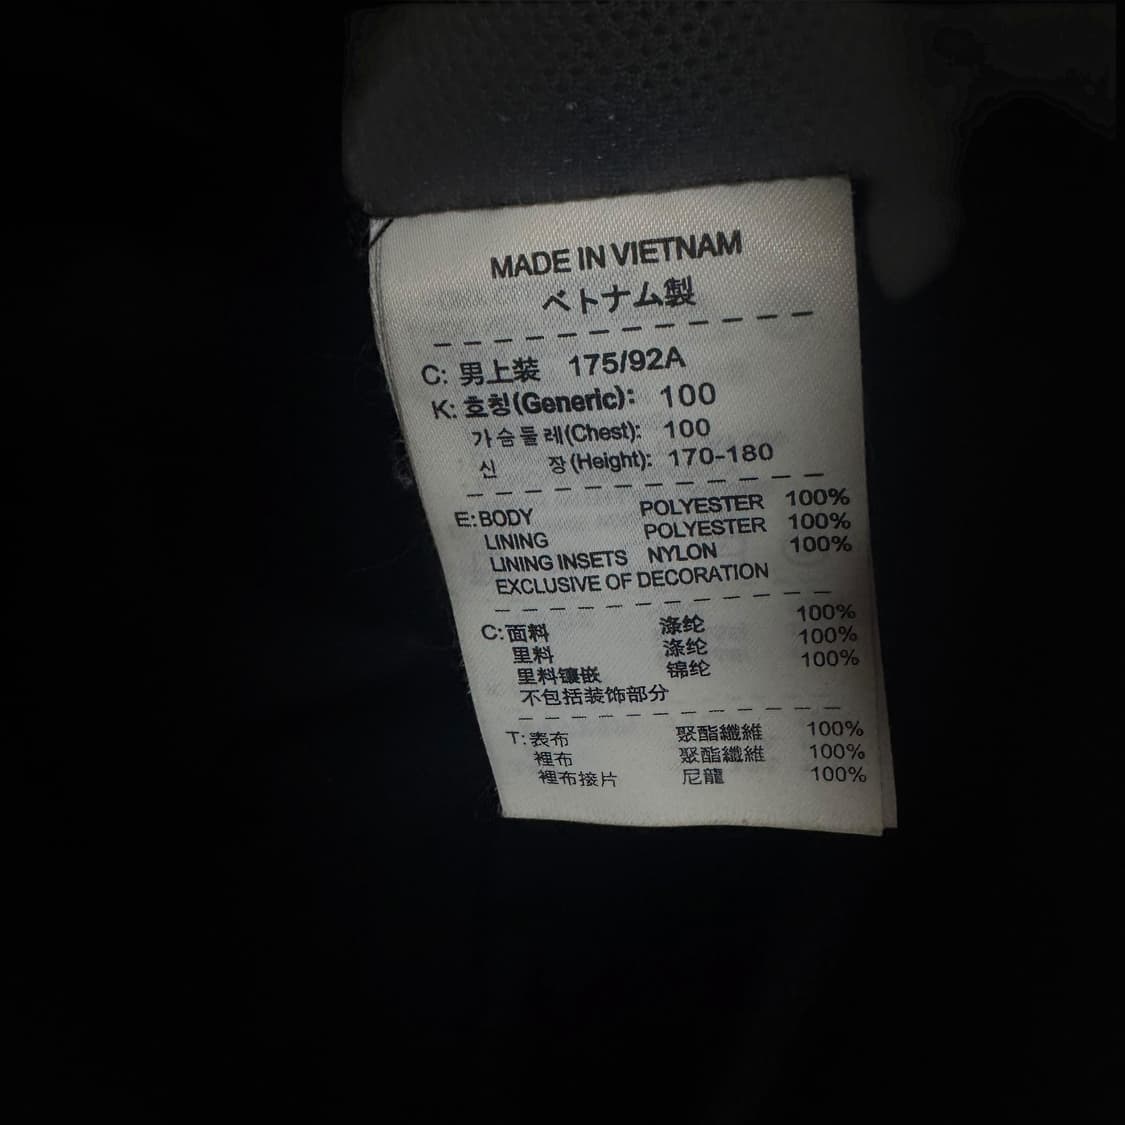 MADE IN VIETNAM
ベトナム製
C: 男上装 175/92A
K: 호칭(Generic): 100
가슴둘레(Chest): 100
신 장(Height): 170-180
E: BODY POLYESTER 100%
LINING POLYESTER 100%
LINING INSETS NYLON 100%
EXCLUSIVE OF DECORATION
C: 面料 涤纶 100%
里料 涤纶 100%
里料镶嵌 锦纶 100%
不包括装饰部分
T: 表布 聚酯纖維 100%
裡布 聚酯纖維 100%
裡布接片 尼龍 100%